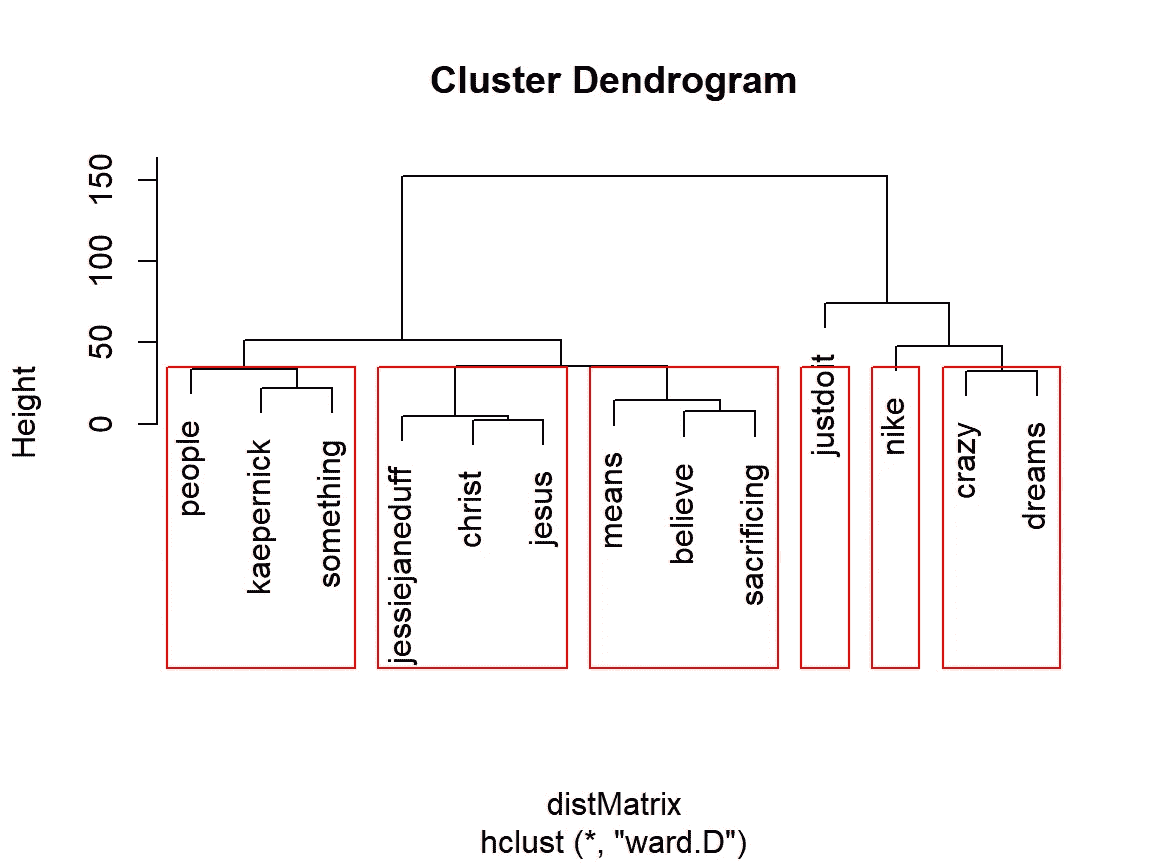 Cluster Dendrogram
Height
150
100
50
0
people
kaepernick
something
jessiejaneduff
christ
jesus
means
believe
sacrificing
justdoit
nike
crazy
dreams
distMatrix
hclust (*, "ward.D")